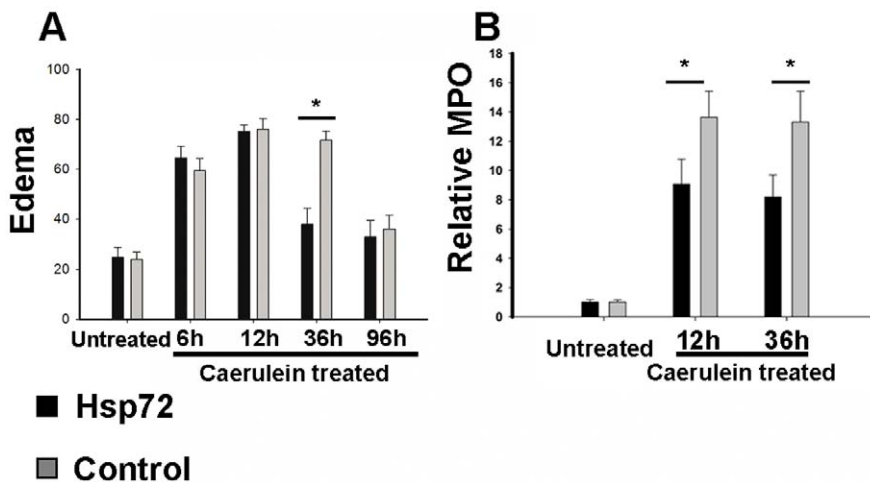 A
Edema
100
80
60
40
20
0
*
Untreated 6h 12h 36h 96h
Caerulein treated
B
Relative MPO
18
16
14
12
10
8
6
4
2
0
* *
Untreated 12h 36h
Caerulein treated
Hsp72
Control